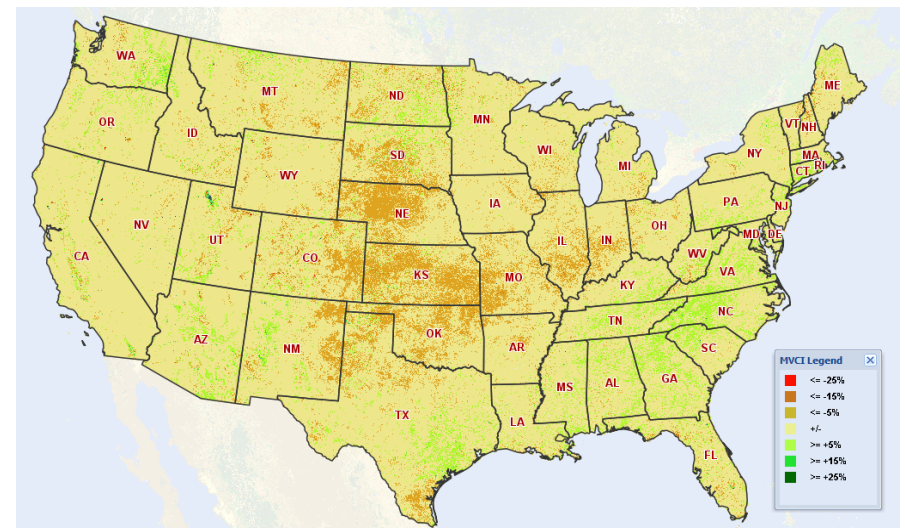 WA
MT
ND
MN
ME
OR
ID
SD
WI
MI
VT
NH
NY
MA
RI
CT
WY
NE
IA
PA
NJ
NV
UT
CO
KS
MO
IL
IN
OH
WV
MD
DE
CA
KY
VA
AZ
NM
OK
AR
TN
NC
SC
TX
LA
MS
AL
GA
FL
MVCI Legend
<= -25%
<= -15%
<= -5%
+/-
>= +5%
>= +15%
>= +25%